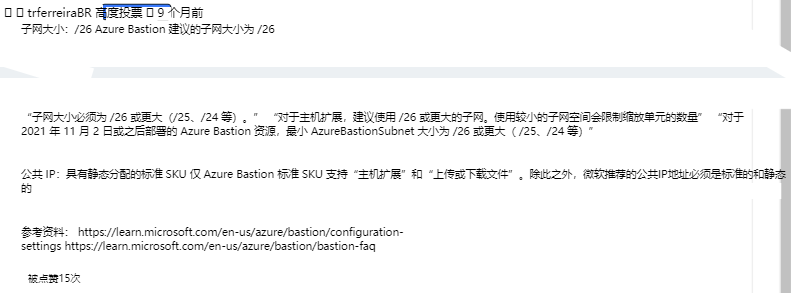 trferreiraBR 高度投票 9 个月前
子网大小：/26 Azure Bastion 建议的子网大小为 /26
“子网大小必须为 /26 或更大（/25、/24 等）。” “对于主机扩展，建议使用 /26 或更大的子网。使用较小的子网空间会限制缩放单元的数量” “对于
2021 年 11 月 2 日或之后部署的 Azure Bastion 资源，最小 AzureBastionSubnet 大小为 /26 或更大（ /25、/24 等）”
公共 IP：具有静态分配的标准 SKU 仅 Azure Bastion 标准 SKU 支持“主机扩展”和“上传或下载文件”。除此之外，微软推荐的公共IP地址必须是标准的和静态
的
参考资料： https://learn.microsoft.com/en-us/azure/bastion/configuration-
settings https://learn.microsoft.com/en-us/azure/bastion/bastion-faq
被点赞15次